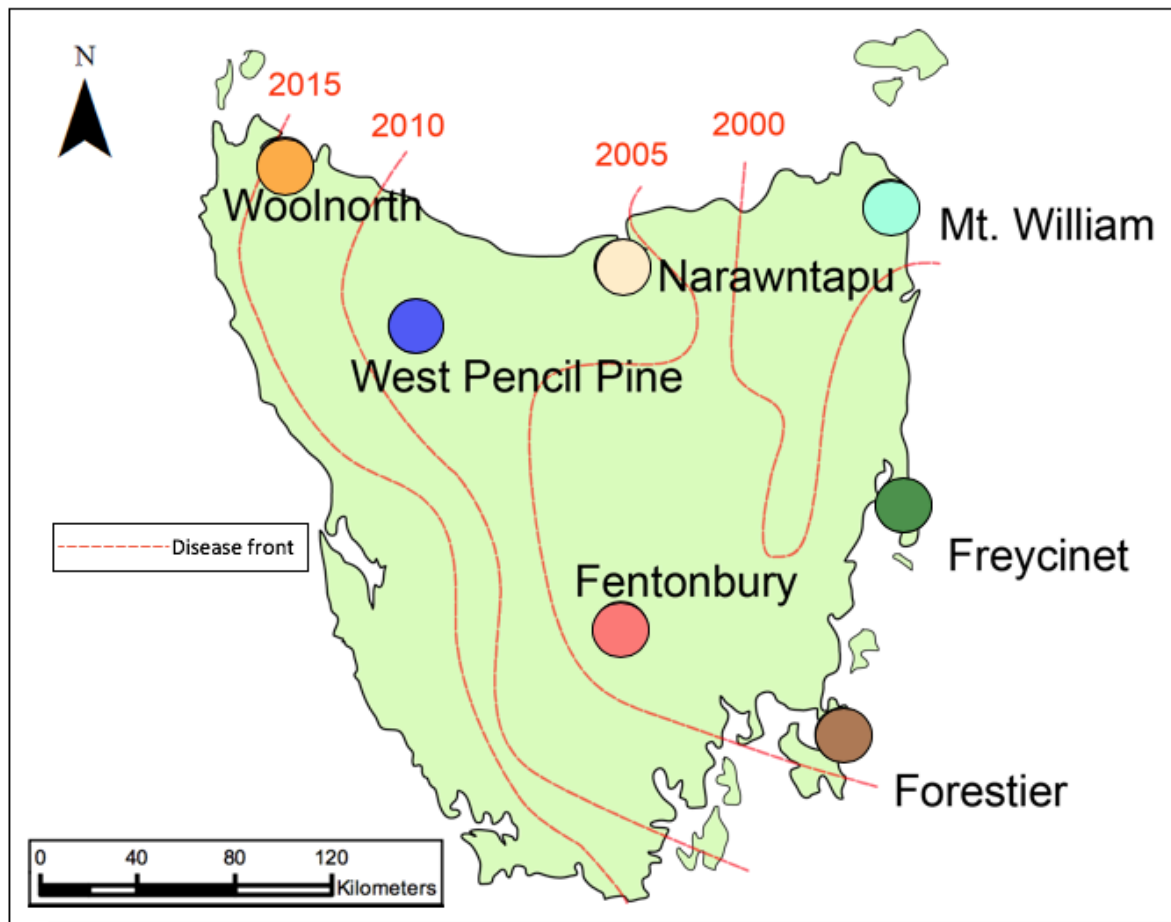 N
2015
2010
2005
2000
Woolnorth
Mt. William
Narawntapu
West Pencil Pine
Disease front
Freycinet
Fentonbury
Forestier
0 40 80 120
Kilometers